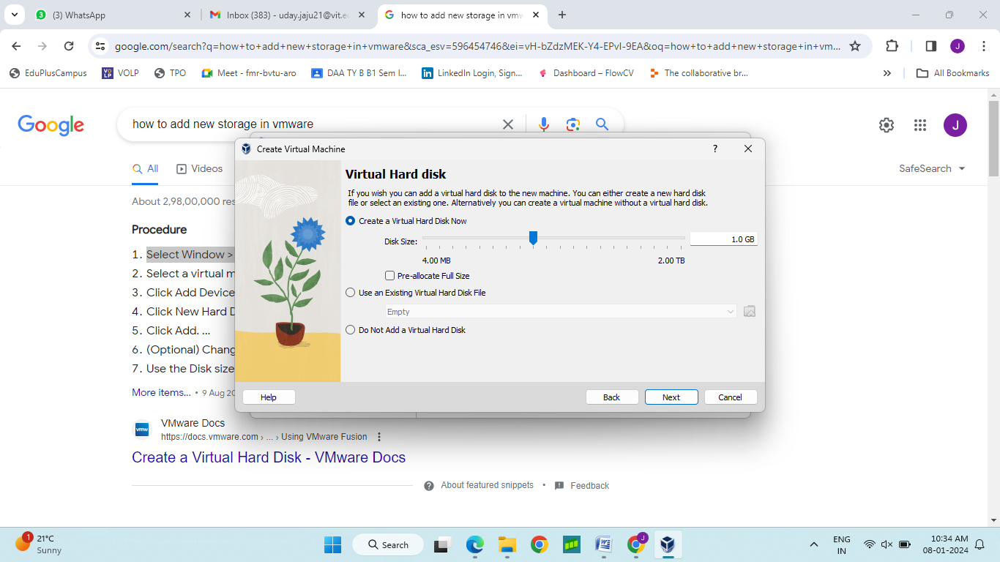 (3) WhatsApp
Inbox (383) - uday.jaju21@vit.e
how to add new storage in vmw
google.com/search?q=how+to+add+new+storage+in+vmware&sca_esv=596454746&ei=vH-bZdzMEK-Y4-EPvI-9EA&oq=how+to+add+new+storage+in+vm...
EduPlusCampus
VOLP
TPO
Meet - fmr-bvtu-aro
DAA TY B B1 Sem I...
LinkedIn Login, Sign...
Dashboard – FlowCV
The collaborative br...
All Bookmarks
Google
how to add new storage in vmware
J
All
Videos
SafeSearch
About 2,98,00,000 res
Procedure
1. Select Window >
2. Select a virtual m
3. Click Add Device
4. Click New Hard D
5. Click Add. ...
6. (Optional) Chang
7. Use the Disk size
More items... • 9 Aug 20
vmw
VMware Docs
https://docs.vmware.com › ... › Using VMware Fusion
Create a Virtual Hard Disk - VMware Docs
About featured snippets • Feedback
Create Virtual Machine
?
Virtual Hard disk
If you wish you can add a virtual hard disk to the new machine. You can either create a new hard disk
file or select an existing one. Alternatively you can create a virtual machine without a virtual hard disk.
Create a Virtual Hard Disk Now
Disk Size:
1.0 GB
4.00 MB
2.00 TB
Pre-allocate Full Size
Use an Existing Virtual Hard Disk File
Empty
Do Not Add a Virtual Hard Disk
Help
Back
Next
Cancel
1
21°C
Sunny
Search
J
ENG
IN
10:34 AM
08-01-2024